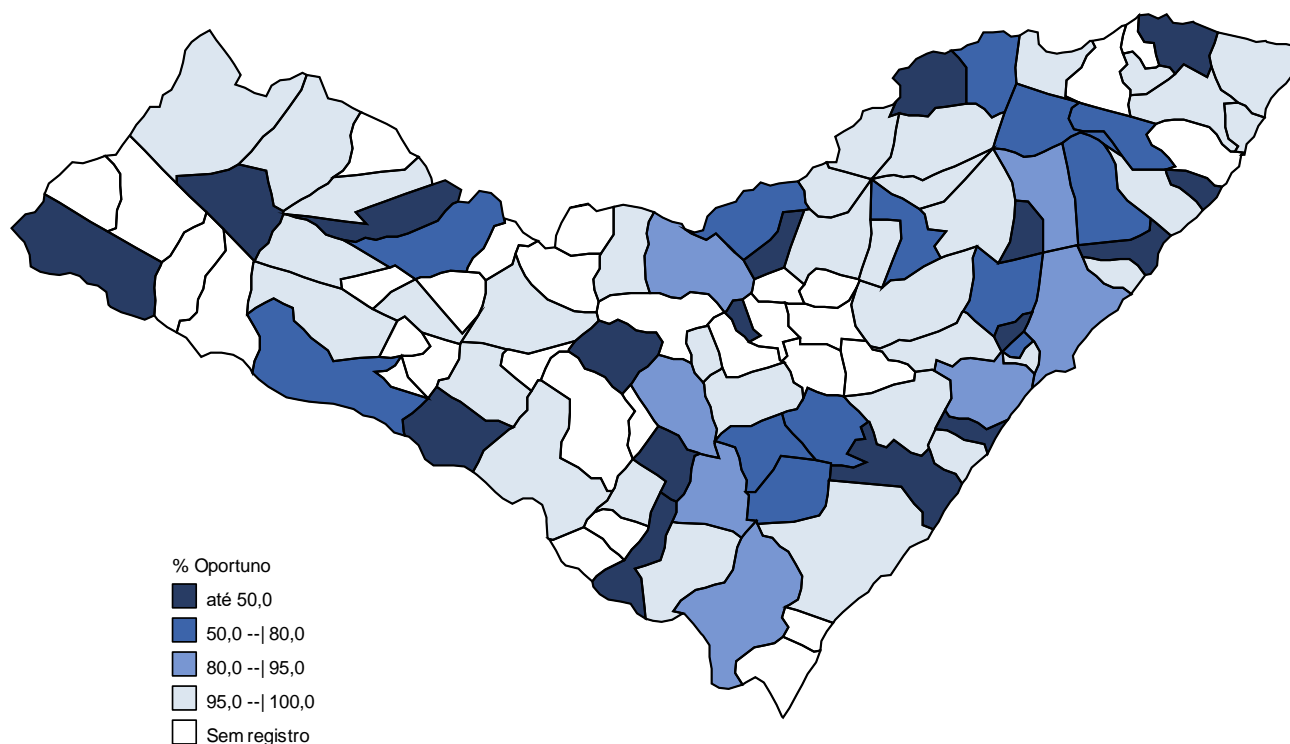 % Oportuno
até 50,0
50,0 --| 80,0
80,0 --| 95,0
95,0 --| 100,0
Sem registro